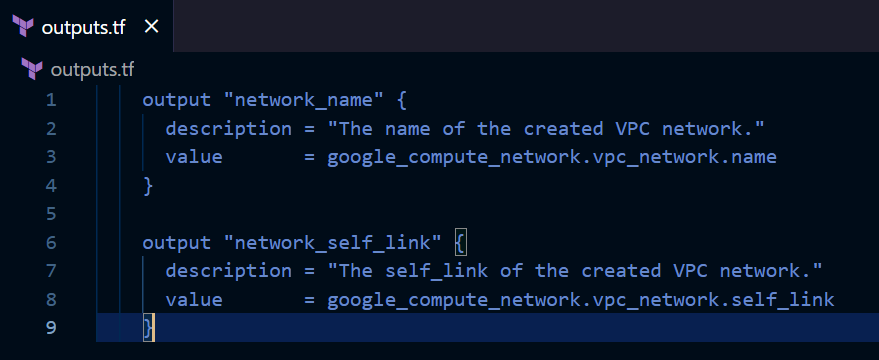 outputs.tf ×
outputs.tf
1 output "network_name" {
2 description = "The name of the created VPC network."
3 value = google_compute_network.vpc_network.name
4 }
5
6 output "network_self_link" {
7 description = "The self_link of the created VPC network."
8 value = google_compute_network.vpc_network.self_link
9 }